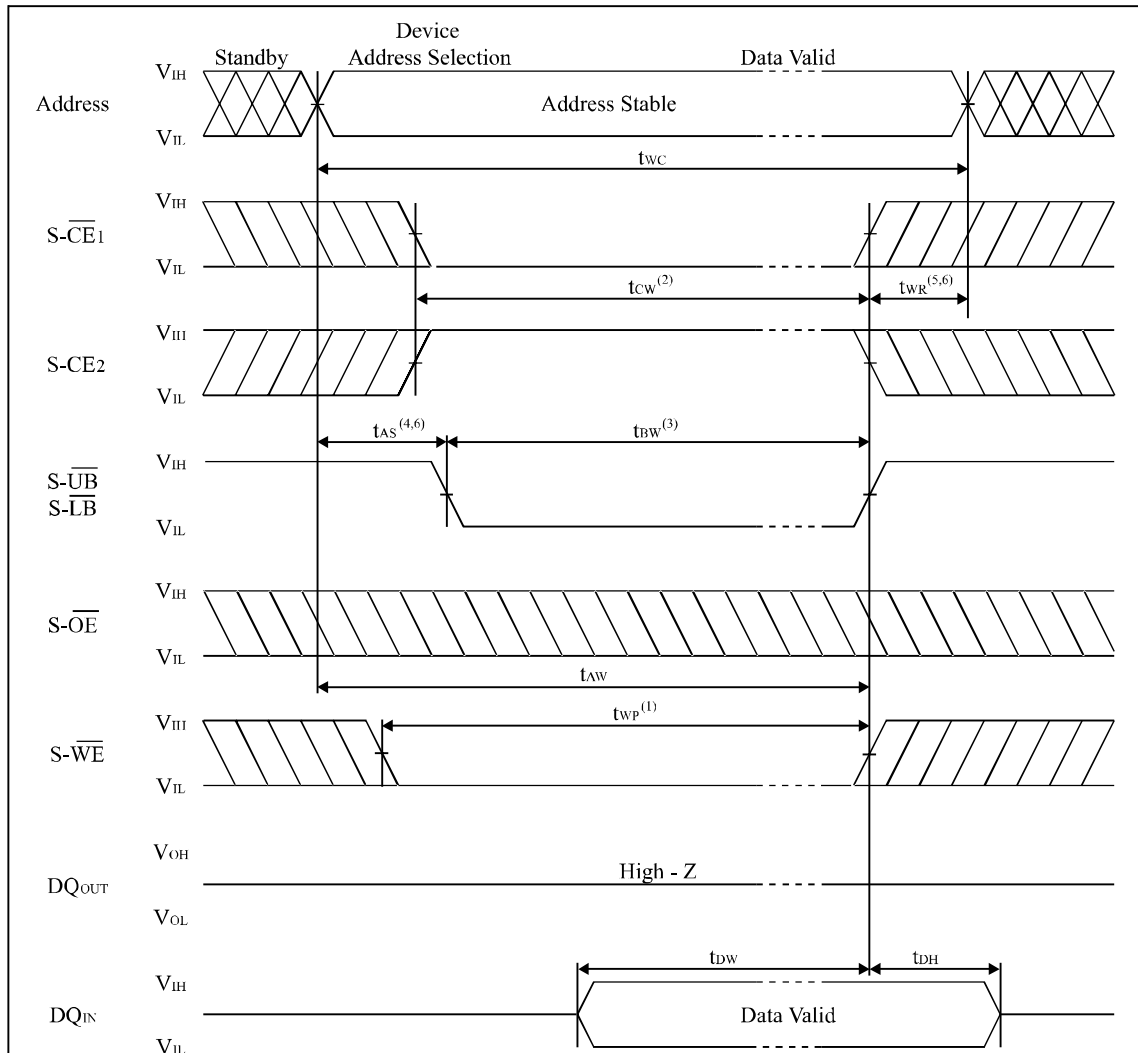 Device
Standby Address Selection Data Valid
VIH
Address Address Stable
VIL
tWC
VIH
S-CE1
VIL
tCW(2) tWR(5,6)
VIH
S-CE2
VIL
tAS(4,6) tBW(3)
VIH
S-UB
S-LB
VIL
VIH
S-OE
VIL
tAW
tWP(1)
VIH
S-WE
VIL
VOH
High - Z
DQOUT
VOL
tDW tDH
VIH
DQIN Data Valid
VIL